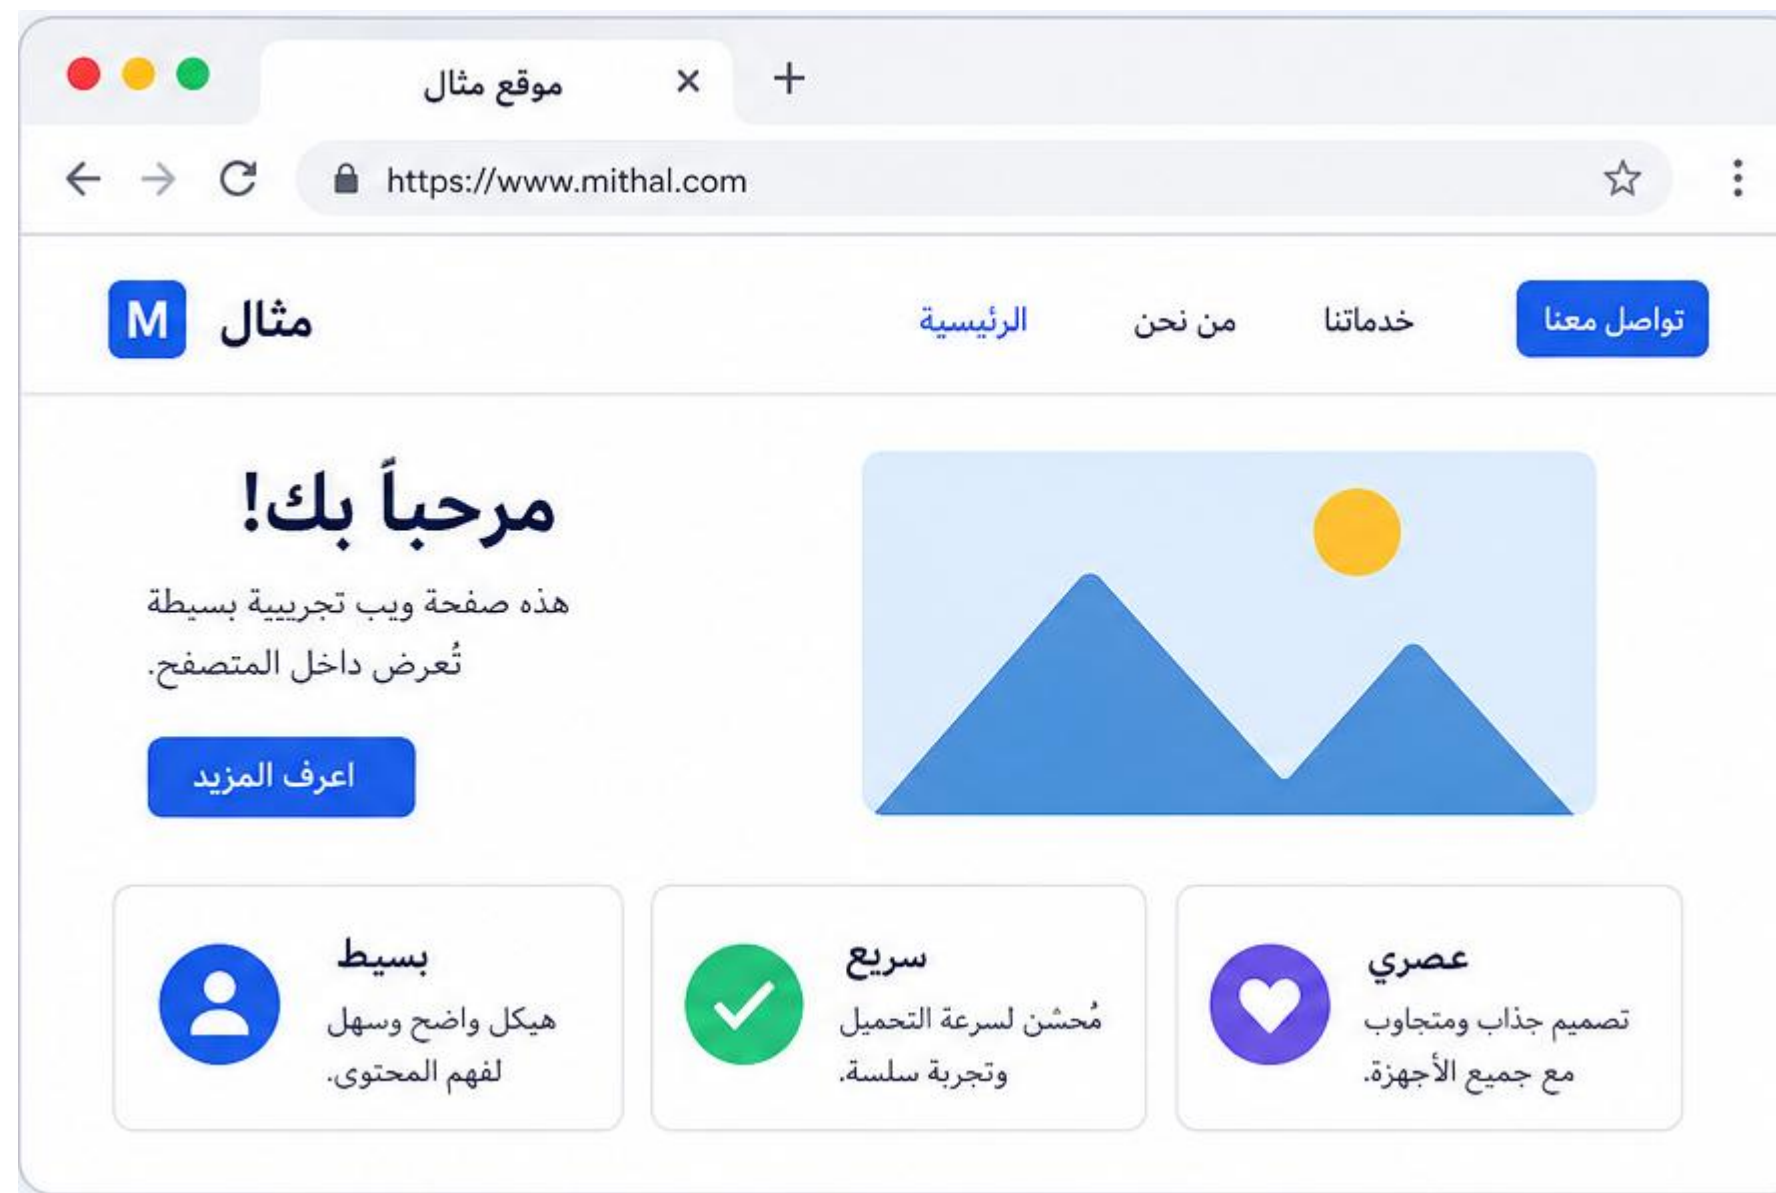 موقع مثال
https://www.mithal.com
M
مثال
الرئيسية
من نحن
خدماتنا
تواصل معنا
مرحباً بك!
هذه صفحة ويب تجريبية بسيطة
تُعرض داخل المتصفح.
اعرف المزيد
بسيط
هيكل واضح وسهل
لفهم المحتوى.
سريع
مُحشن لسرعة التحميل
وتجربة سلسة.
عصري
تصميم جذاب ومتجاوب
مع جميع الأجهزة.